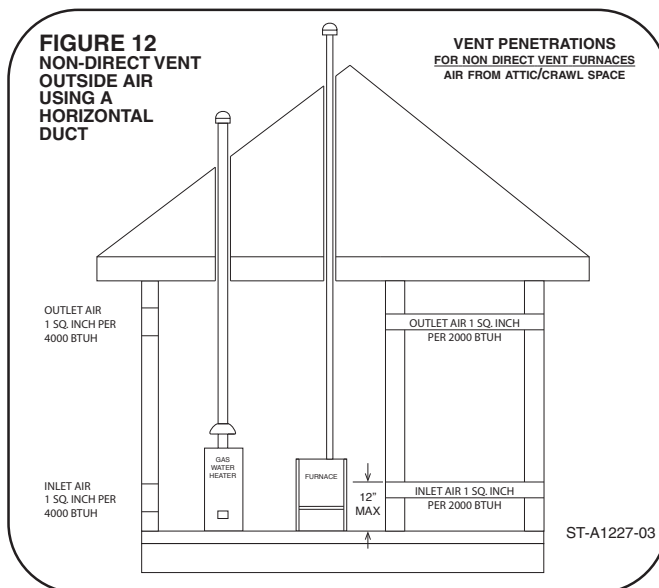 FIGURE 12
NON-DIRECT VENT
OUTSIDE AIR
USING A
HORIZONTAL
DUCT
VENT PENETRATIONS
FOR NON DIRECT VENT FURNACES
AIR FROM ATTIC/CRAWL SPACE
OUTLET AIR
1 SQ. INCH PER
4000 BTUH
OUTLET AIR 1 SQ. INCH
PER 2000 BTUH
GAS
WATER
HEATER
FURNACE
INLET AIR
1 SQ. INCH PER
4000 BTUH
12"
MAX
INLET AIR 1 SQ. INCH
PER 2000 BTUH
ST-A1227-03